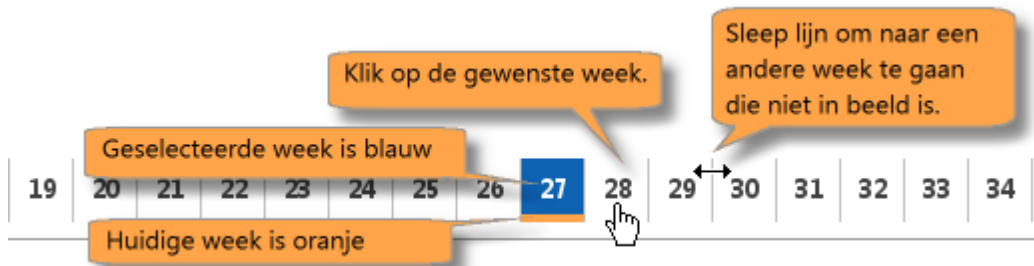 Sleep lijn om naar een
andere week te gaan
die niet in beeld is.
Klik op de gewenste week.
Geselecteerde week is blauw
19 20 21 22 23 24 25 26 27 28 29 30 31 32 33 34
Huidige week is oranje